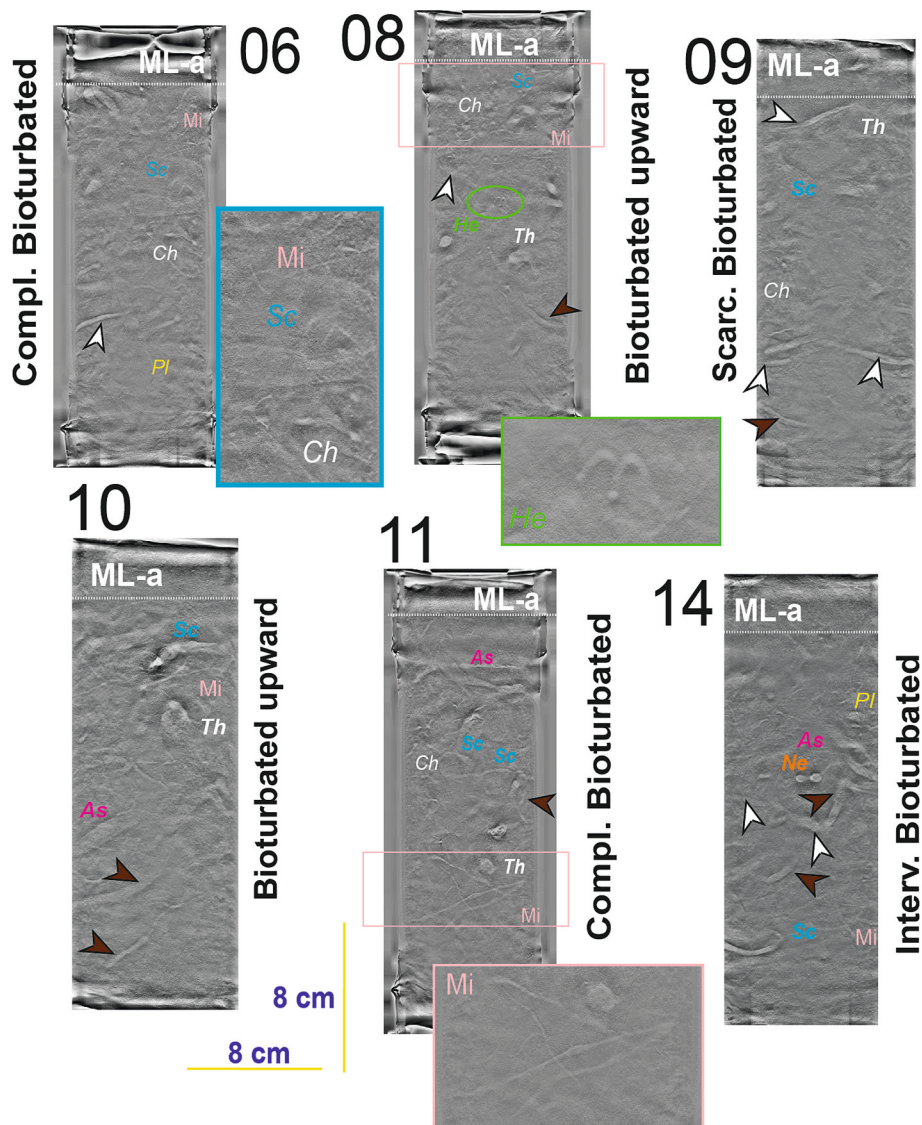 06
ML-a
Mi
Sc
Ch
Pl
Compl. Bioturbated
Mi
Sc
Ch
08
ML-a
Sc
Ch
Mi
He
Th
Bioturbated upward
He
09
ML-a
Th
Sc
Ch
Scarc. Bioturbated
10
ML-a
Sc
Mi
Th
As
Bioturbated upward
11
ML-a
As
Sc
Sc
Ch
Th
Mi
Compl. Bioturbated
Mi
14
ML-a
Pl
As
Ne
Sc
Mi
Interv. Bioturbated
8 cm
8 cm